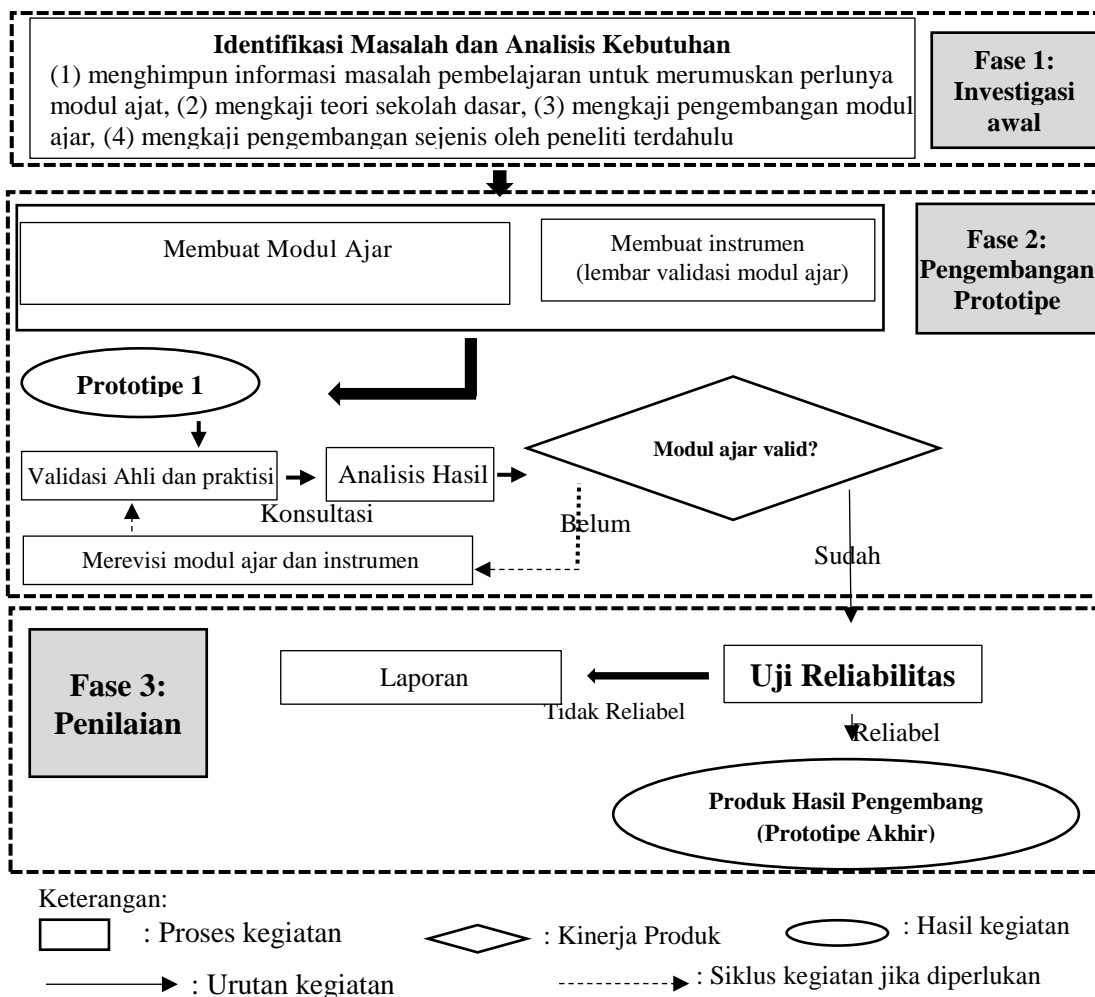 Identifikasi Masalah dan Analisis Kebutuhan
(1) menghimpun informasi masalah pembelajaran untuk merumuskan perlunya
modul ajat, (2) mengkaji teori sekolah dasar, (3) mengkaji pengembangan modul
ajar, (4) mengkaji pengembangan sejenis oleh peneliti terdahulu
Fase 1:
Investigasi
awal
Membuat Modul Ajar
Membuat instrumen
(lembar validasi modul ajar)
Fase 2:
Pengembangan
Prototipe
Prototipe 1
Modul ajar valid?
Validasi Ahli dan praktisi
Analisis Hasil
Konsultasi
Belum
Merevisi modul ajar dan instrumen
Sudah
Fase 3:
Penilaian
Laporan
Uji Reliabilitas
Tidak Reliabel
Reliabel
Produk Hasil Pengembang
(Prototipe Akhir)
Keterangan:
: Proses kegiatan
: Kinerja Produk
: Hasil kegiatan
: Urutan kegiatan
: Siklus kegiatan jika diperlukan